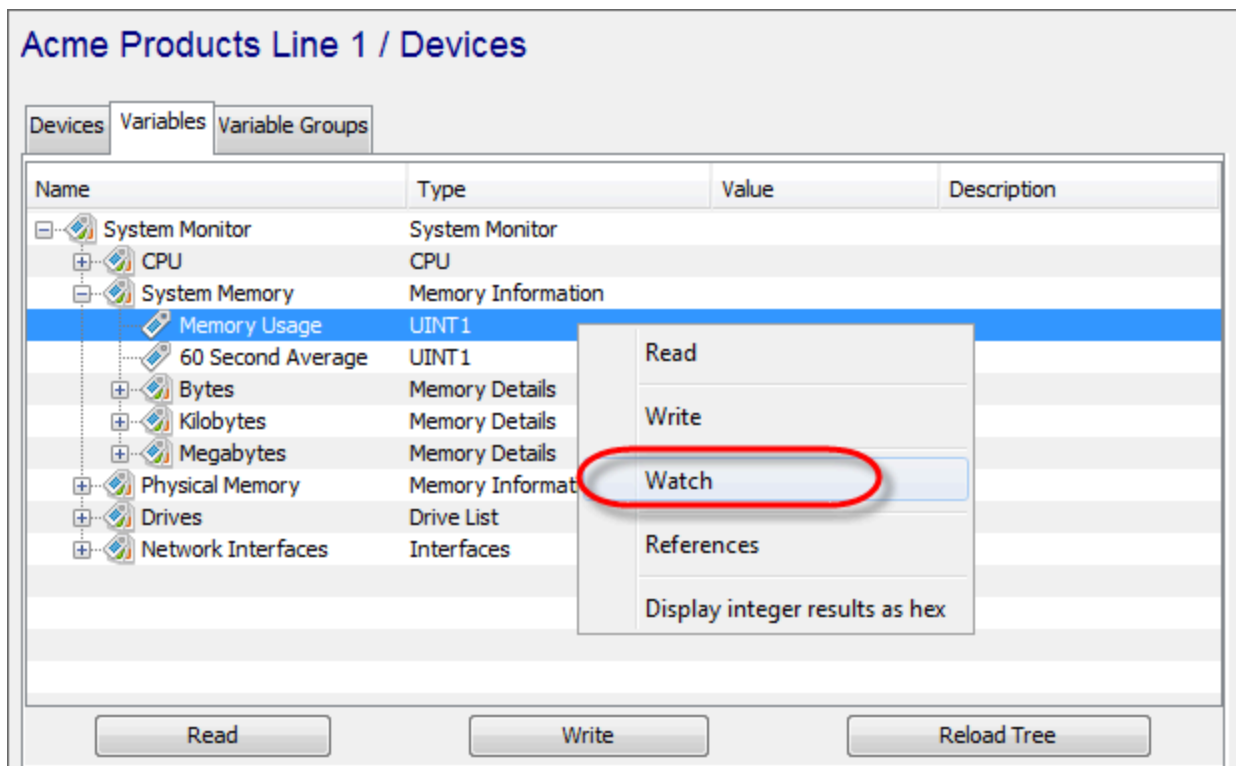 Acme Products Line 1 / Devices
Devices Variables Variable Groups
Name Type Value Description
System Monitor System Monitor
CPU CPU
System Memory Memory Information
Memory Usage UINT1
60 Second Average UINT1
Bytes Memory Details
Kilobytes Memory Details
Megabytes Memory Details
Physical Memory Memory Informat
Drives Drive List
Network Interfaces Interfaces
Read
Write
Watch
References
Display integer results as hex
Read Write Reload Tree